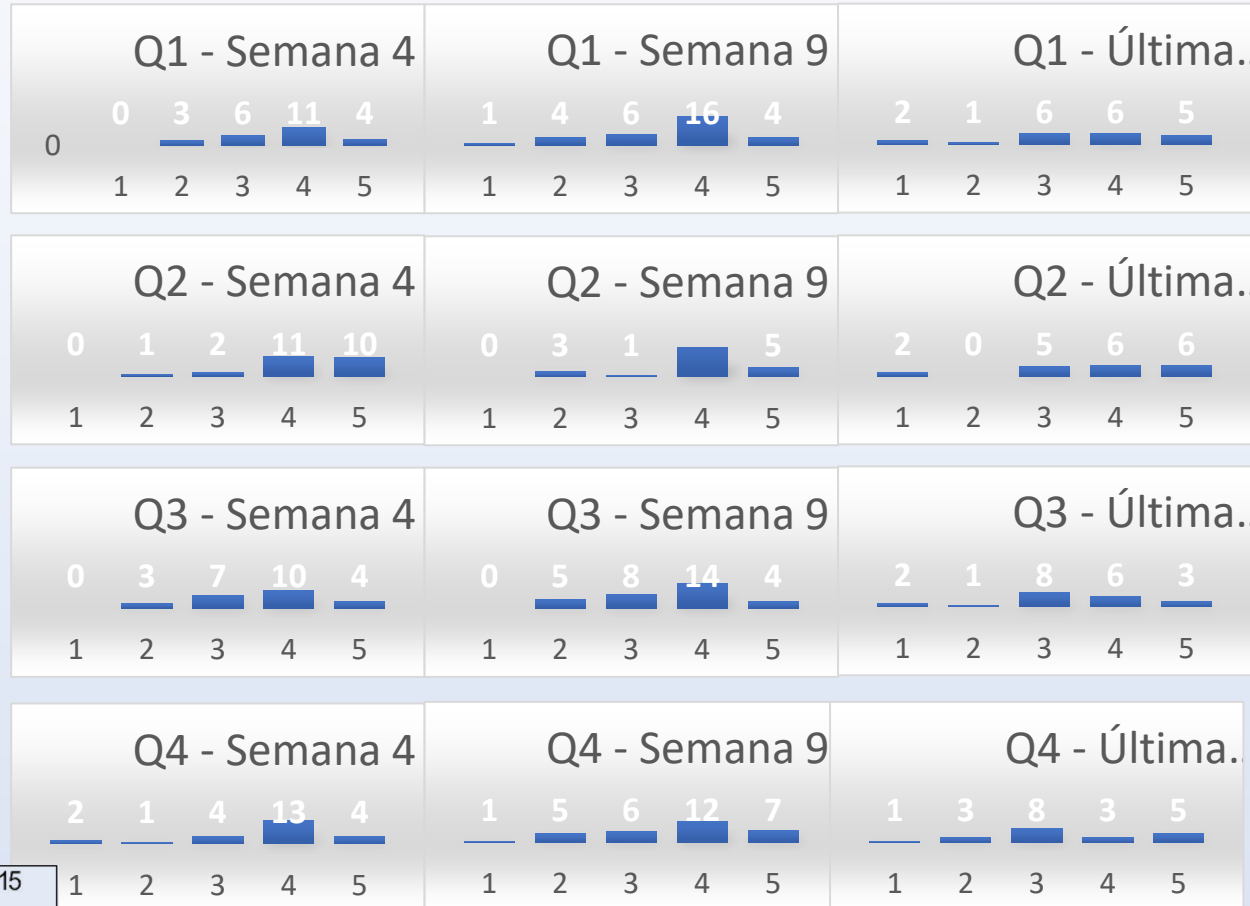 Q1 - Semana 4
0 3 6 11 4
0
1 2 3 4 5
Q1 - Semana 9
1 4 6 16 4
1 2 3 4 5
Q1 - Última..
2 1 6 6 5
1 2 3 4 5
Q2 - Semana 4
0 1 2 11 10
1 2 3 4 5
Q2 - Semana 9
0 3 1 5
1 2 3 4 5
Q2 - Última..
2 0 5 6 6
1 2 3 4 5
Q3 - Semana 4
0 3 7 10 4
1 2 3 4 5
Q3 - Semana 9
0 5 8 14 4
1 2 3 4 5
Q3 - Última..
2 1 8 6 3
1 2 3 4 5
Q4 - Semana 4
2 1 4 13 4
1 2 3 4 5
Q4 - Semana 9
1 5 6 12 7
1 2 3 4 5
Q4 - Última..
1 3 8 3 5
1 2 3 4 5
15